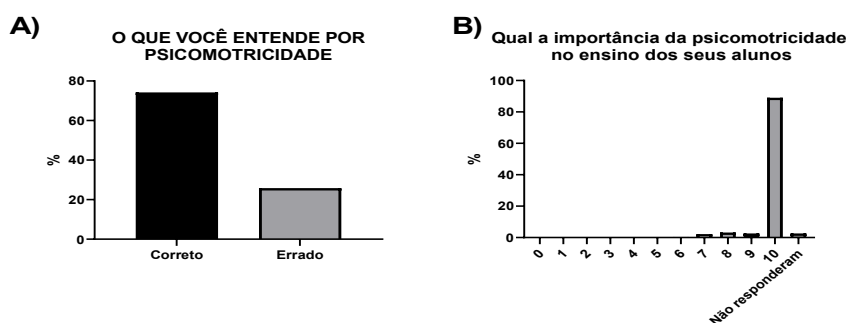 A)
O QUE VOCÊ ENTENDE POR
PSICOMOTRICIDADE
80
60
40
20
0
%
Correto
Errado
B)
Qual a importância da psicomotricidade
no ensino dos seus alunos
100
80
60
40
20
0
%
0
1
2
3
4
5
6
7
8
9
10
Não responderam